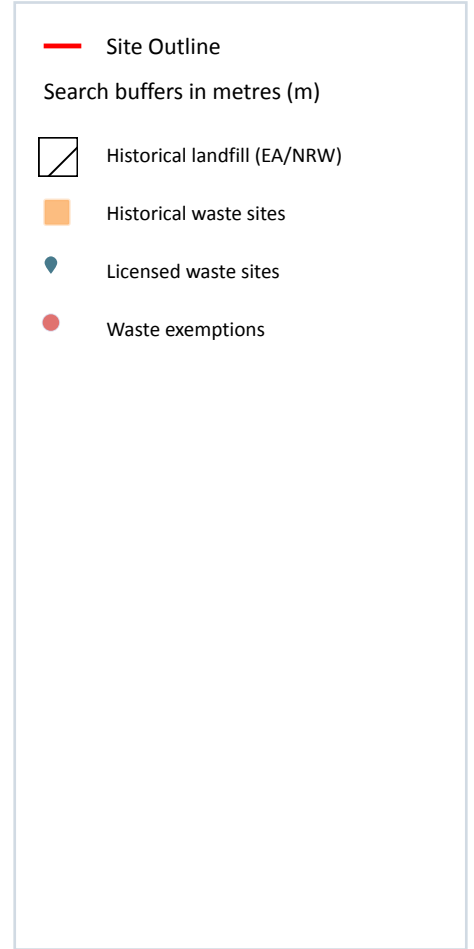 Site Outline
Search buffers in metres (m)
Historical landfill (EA/NRW)
Historical waste sites
Licensed waste sites
Waste exemptions